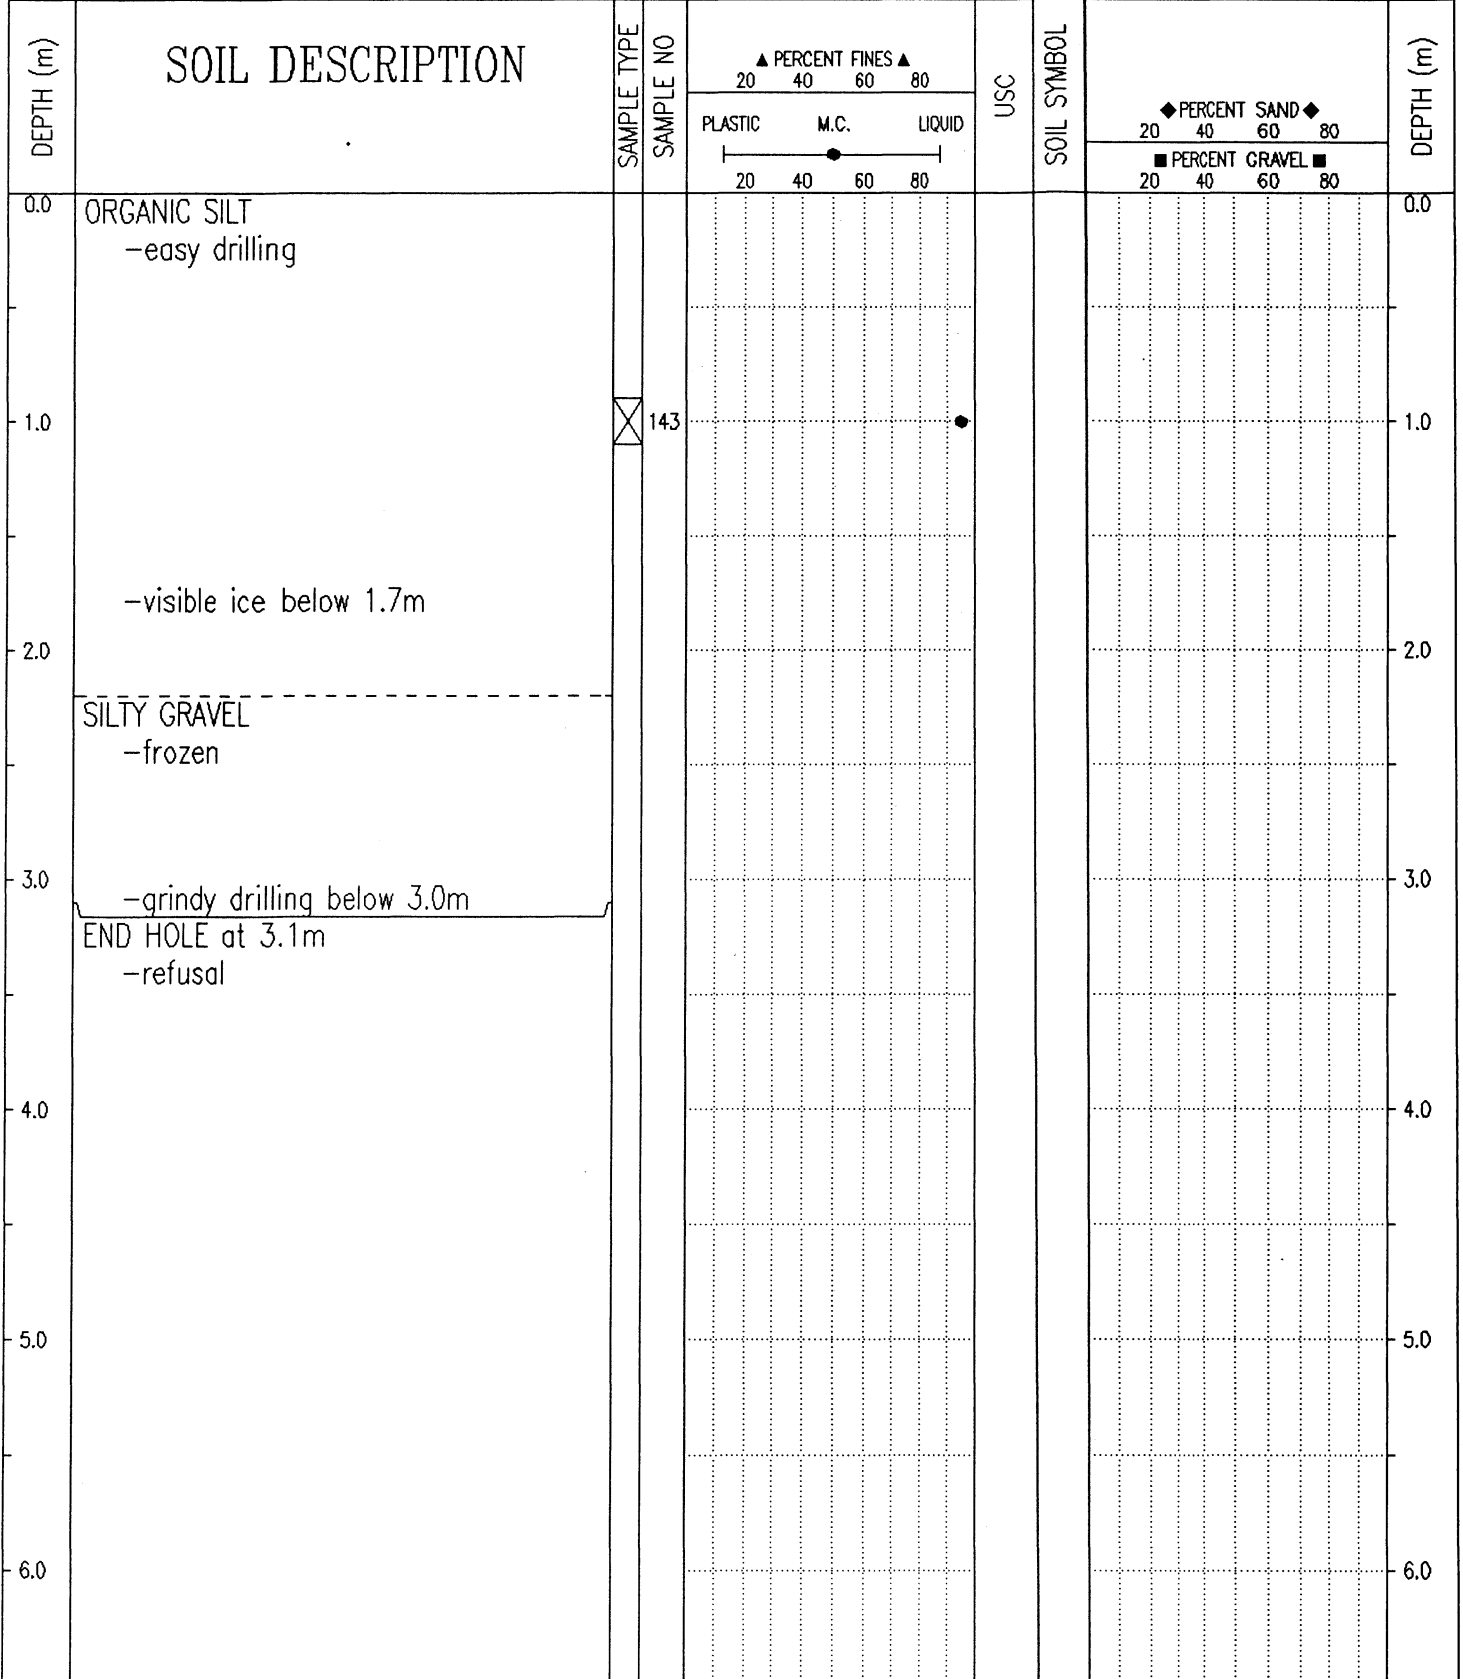 DEPTH (m)
SOIL DESCRIPTION
SAMPLE TYPE
SAMPLE NO
▲ PERCENT FINES ▲
20 40 60 80
PLASTIC M.C. LIQUID
20 40 60 80
USC
SOIL SYMBOL
◆ PERCENT SAND ◆
20 40 60 80
■ PERCENT GRAVEL ■
20 40 60 80
DEPTH (m)
0.0 ORGANIC SILT 0.0
-easy drilling
1.0 143 1.0
-visible ice below 1.7m
2.0 2.0
SILTY GRAVEL
-frozen
3.0 3.0
-grindy drilling below 3.0m
END HOLE at 3.1m
-refusal
4.0 4.0
5.0 5.0
6.0 6.0